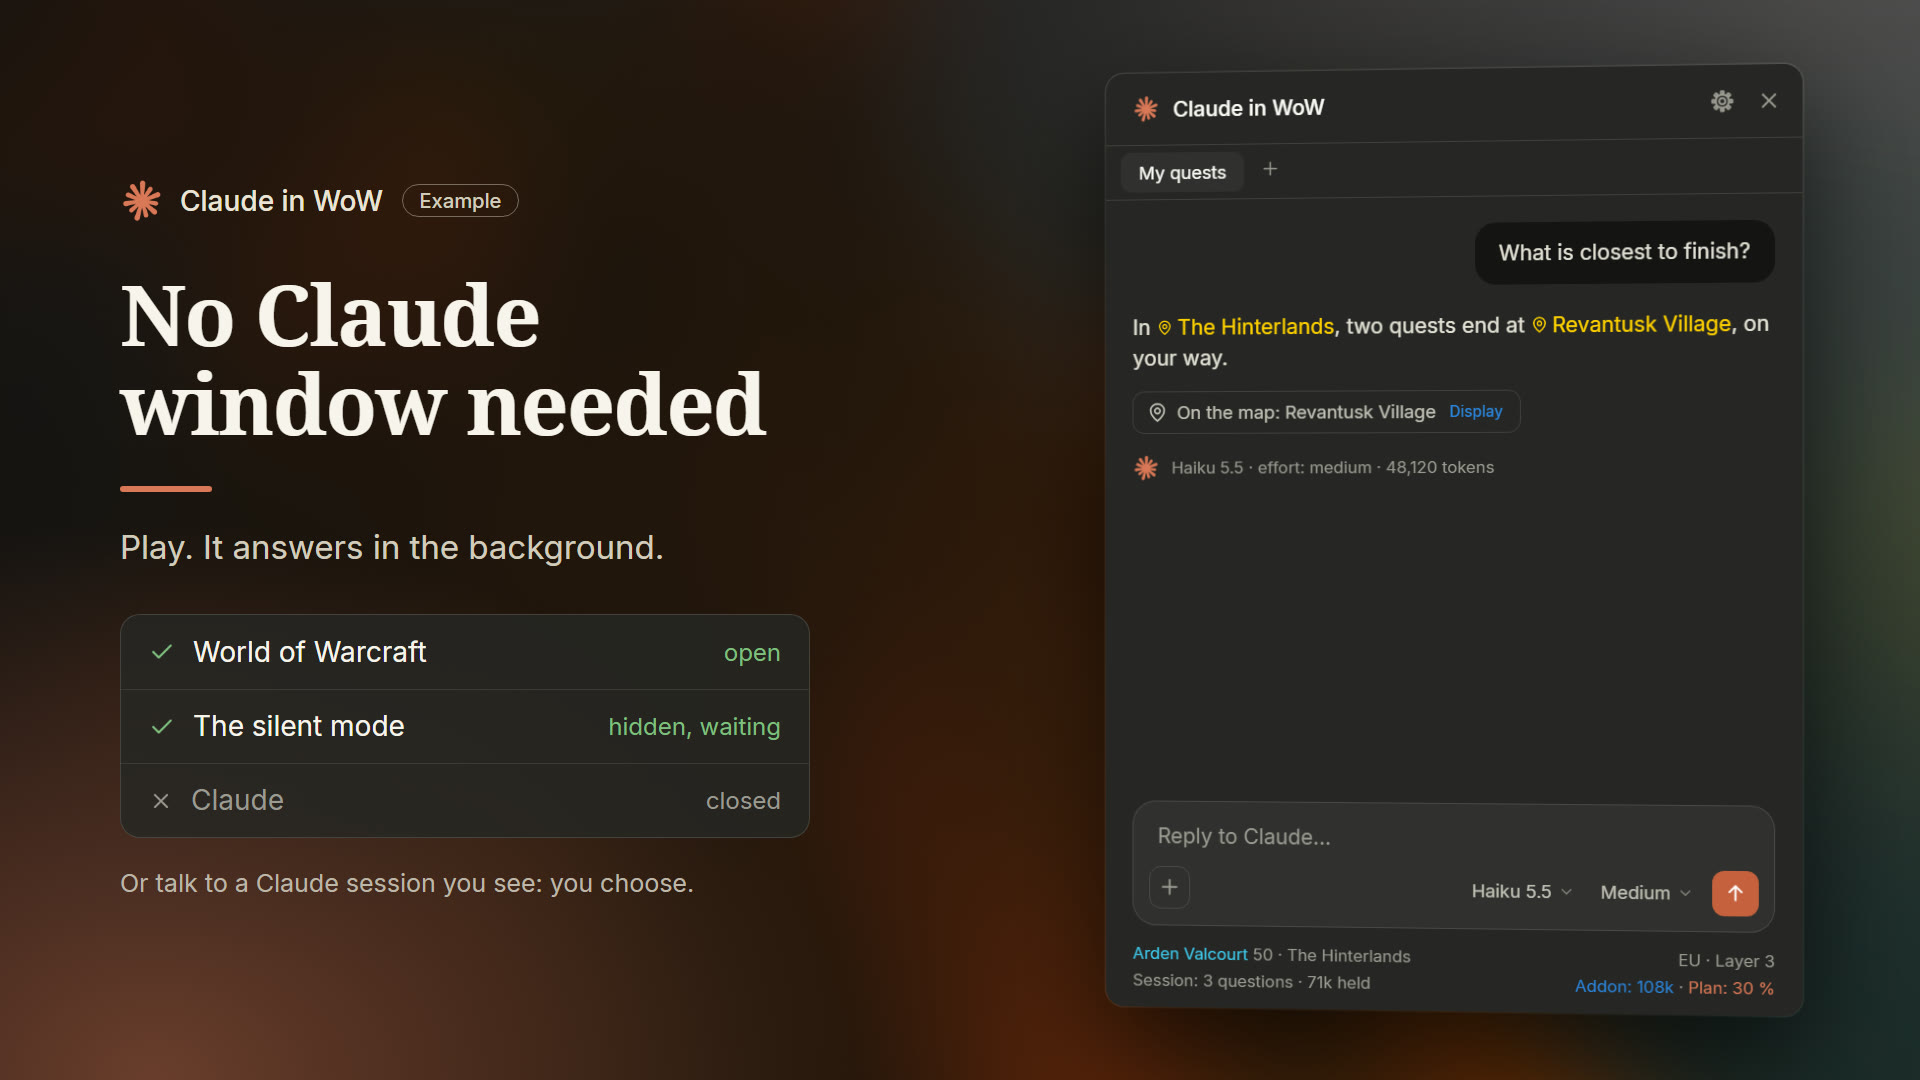 Claude in WoW
Example
No Claude
window needed
Play. It answers in the background.
World of Warcraft
open
The silent mode
hidden, waiting
Claude
closed
Or talk to a Claude session you see: you choose.
Claude in WoW
My quests
What is closest to finish?
In The Hinterlands, two quests end at Revantusk Village, on
your way.
On the map: Revantusk Village Display
Haiku 5.5 · effort: medium · 48,120 tokens
Reply to Claude...
Haiku 5.5
Medium
Arden Valcourt 50 · The Hinterlands
EU · Layer 3
Session: 3 questions · 71k held
Addon: 108k · Plan: 30 %